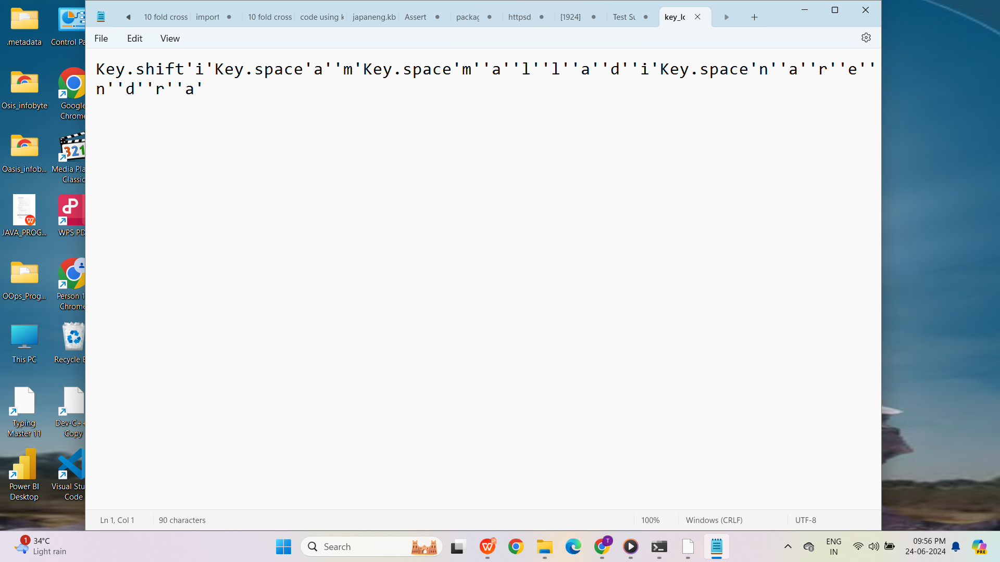 10 fold cross
import
10 fold cross
code using k
japaneng.kb
Assert
packag
httpsd
[1924]
Test Su
key_lo
File
Edit
View
Key.shift'i'Key.space'a''m'Key.space'm''a''l''l''a''d''i'Key.space'n''a''r''e''
n''d''r''a'
Ln 1, Col 1
90 characters
100%
Windows (CRLF)
UTF-8
.metadata
Control Pa
Osis_infobyte
Google
Chrome
Oasis_infob...
Media Pla
Classic
321
JAVA_PROG...
WPS PD
OOps_Prog...
Person 1
Chrome
This PC
Recycle B
Typing
Master 11
Dev-C++
Copy
Power BI
Desktop
Visual Stu
Code
1
34°C
Light rain
Search
T
ENG
IN
09:56 PM
24-06-2024
PRE